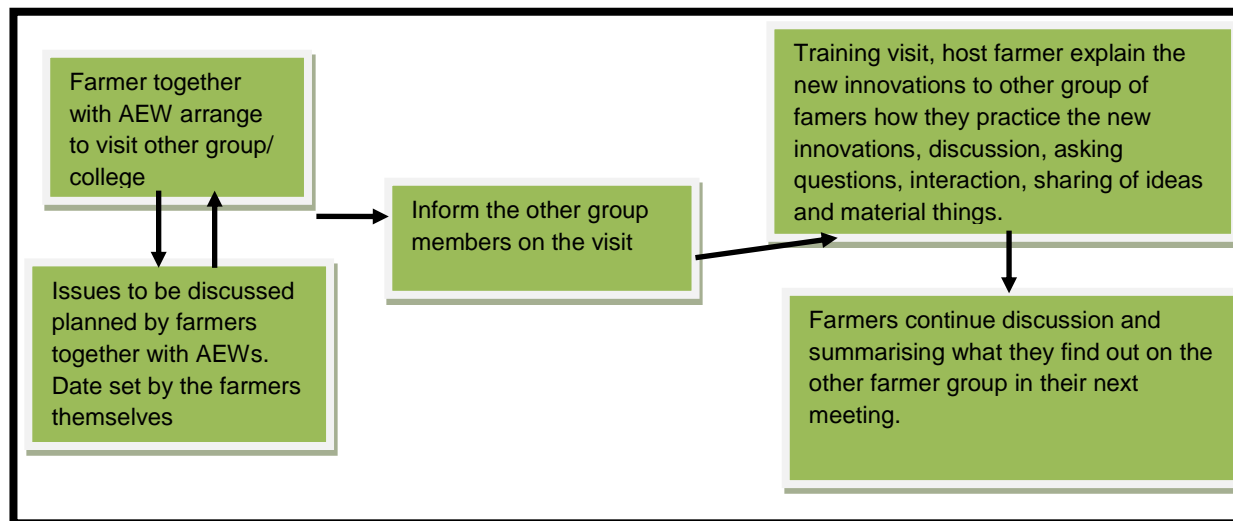 Farmer together
with AEW arrange
to visit other group/
college
Issues to be discussed
planned by farmers
together with AEWs.
Date set by the farmers
themselves
Inform the other group
members on the visit
Training visit, host farmer explain the
new innovations to other group of
famers how they practice the new
innovations, discussion, asking
questions, interaction, sharing of ideas
and material things.
Farmers continue discussion and
summarising what they find out on the
other farmer group in their next
meeting.